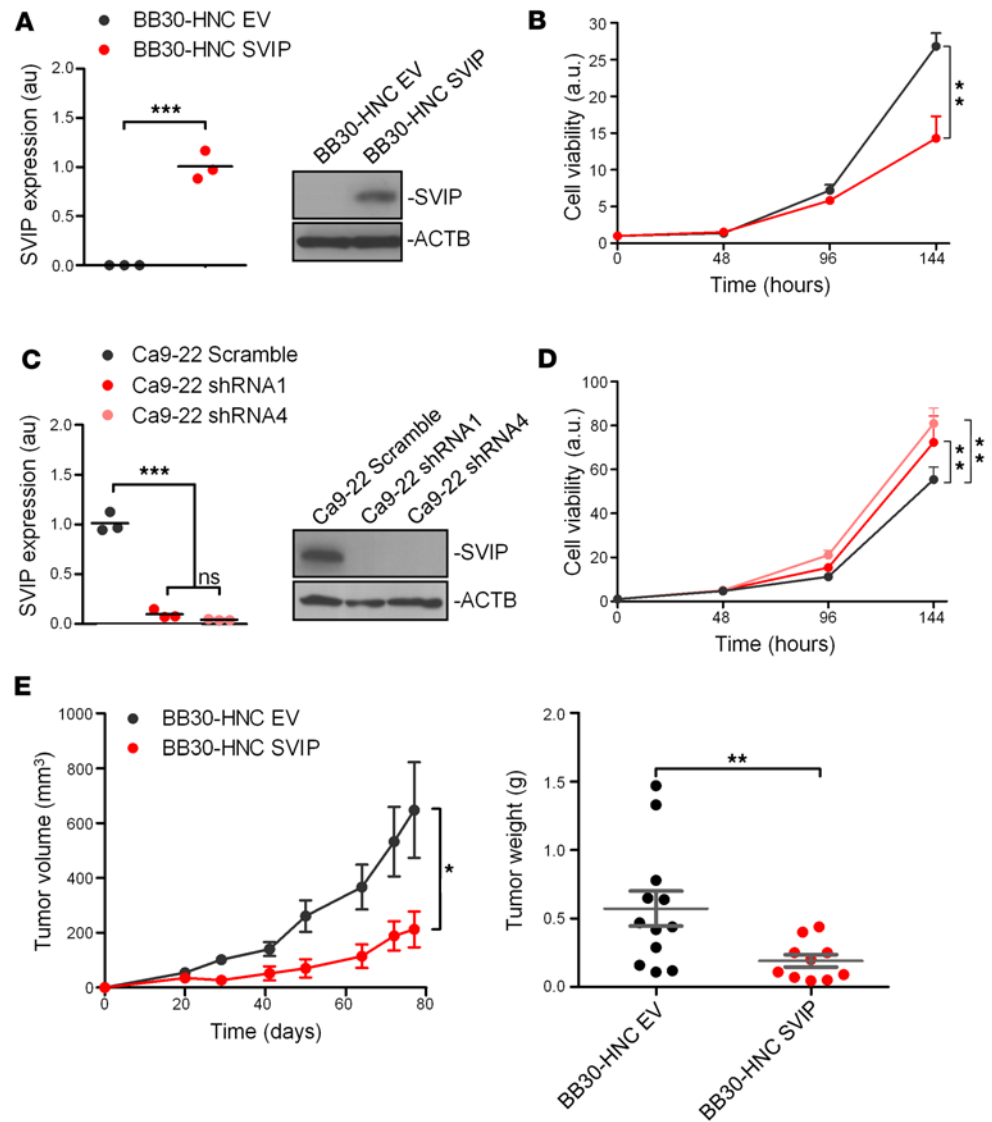 A
BB30-HNC EV
BB30-HNC SVIP
SVIP expression (au)
2.0
1.5
1.0
0.5
0.0
***
BB30-HNC EV
BB30-HNC SVIP
-SVIP
-ACTB
B
Cell viability (a.u.)
30
25
20
15
10
5
0
**
0 48 96 144
Time (hours)
C
Ca9-22 Scramble
Ca9-22 shRNA1
Ca9-22 shRNA4
SVIP expression (au)
2.0
1.5
1.0
0.5
0.0
***
ns
Ca9-22 Scramble
Ca9-22 shRNA1
Ca9-22 shRNA4
-SVIP
-ACTB
D
Cell viability (a.u.)
100
80
60
40
20
0
**
**
0 48 96 144
Time (hours)
E
BB30-HNC EV
BB30-HNC SVIP
Tumor volume (mm³)
1000
800
600
400
200
0
*
0 20 40 60 80
Time (days)
Tumor weight (g)
2.0
1.5
1.0
0.5
0.0
**
BB30-HNC EV
BB30-HNC SVIP